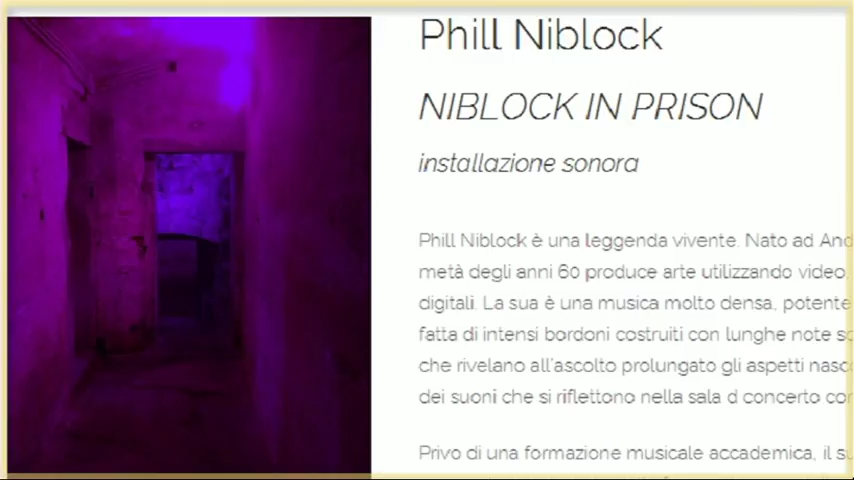 Phill Niblock
NIBLOCK IN PRISON
installazione sonora
Phill Niblock è una leggenda vivente. Nato ad
metà degli anni 60 produce arte utilizzando video,
digitali. La sua è una musica molto densa, potente
fatta di intensi bordoni costruiti con lunghe note
che rivelano all'ascolto prolungato gli aspetti
dei suoni che si riflettono nella sala d concerto
Privo di una formazione musicale accademica, il